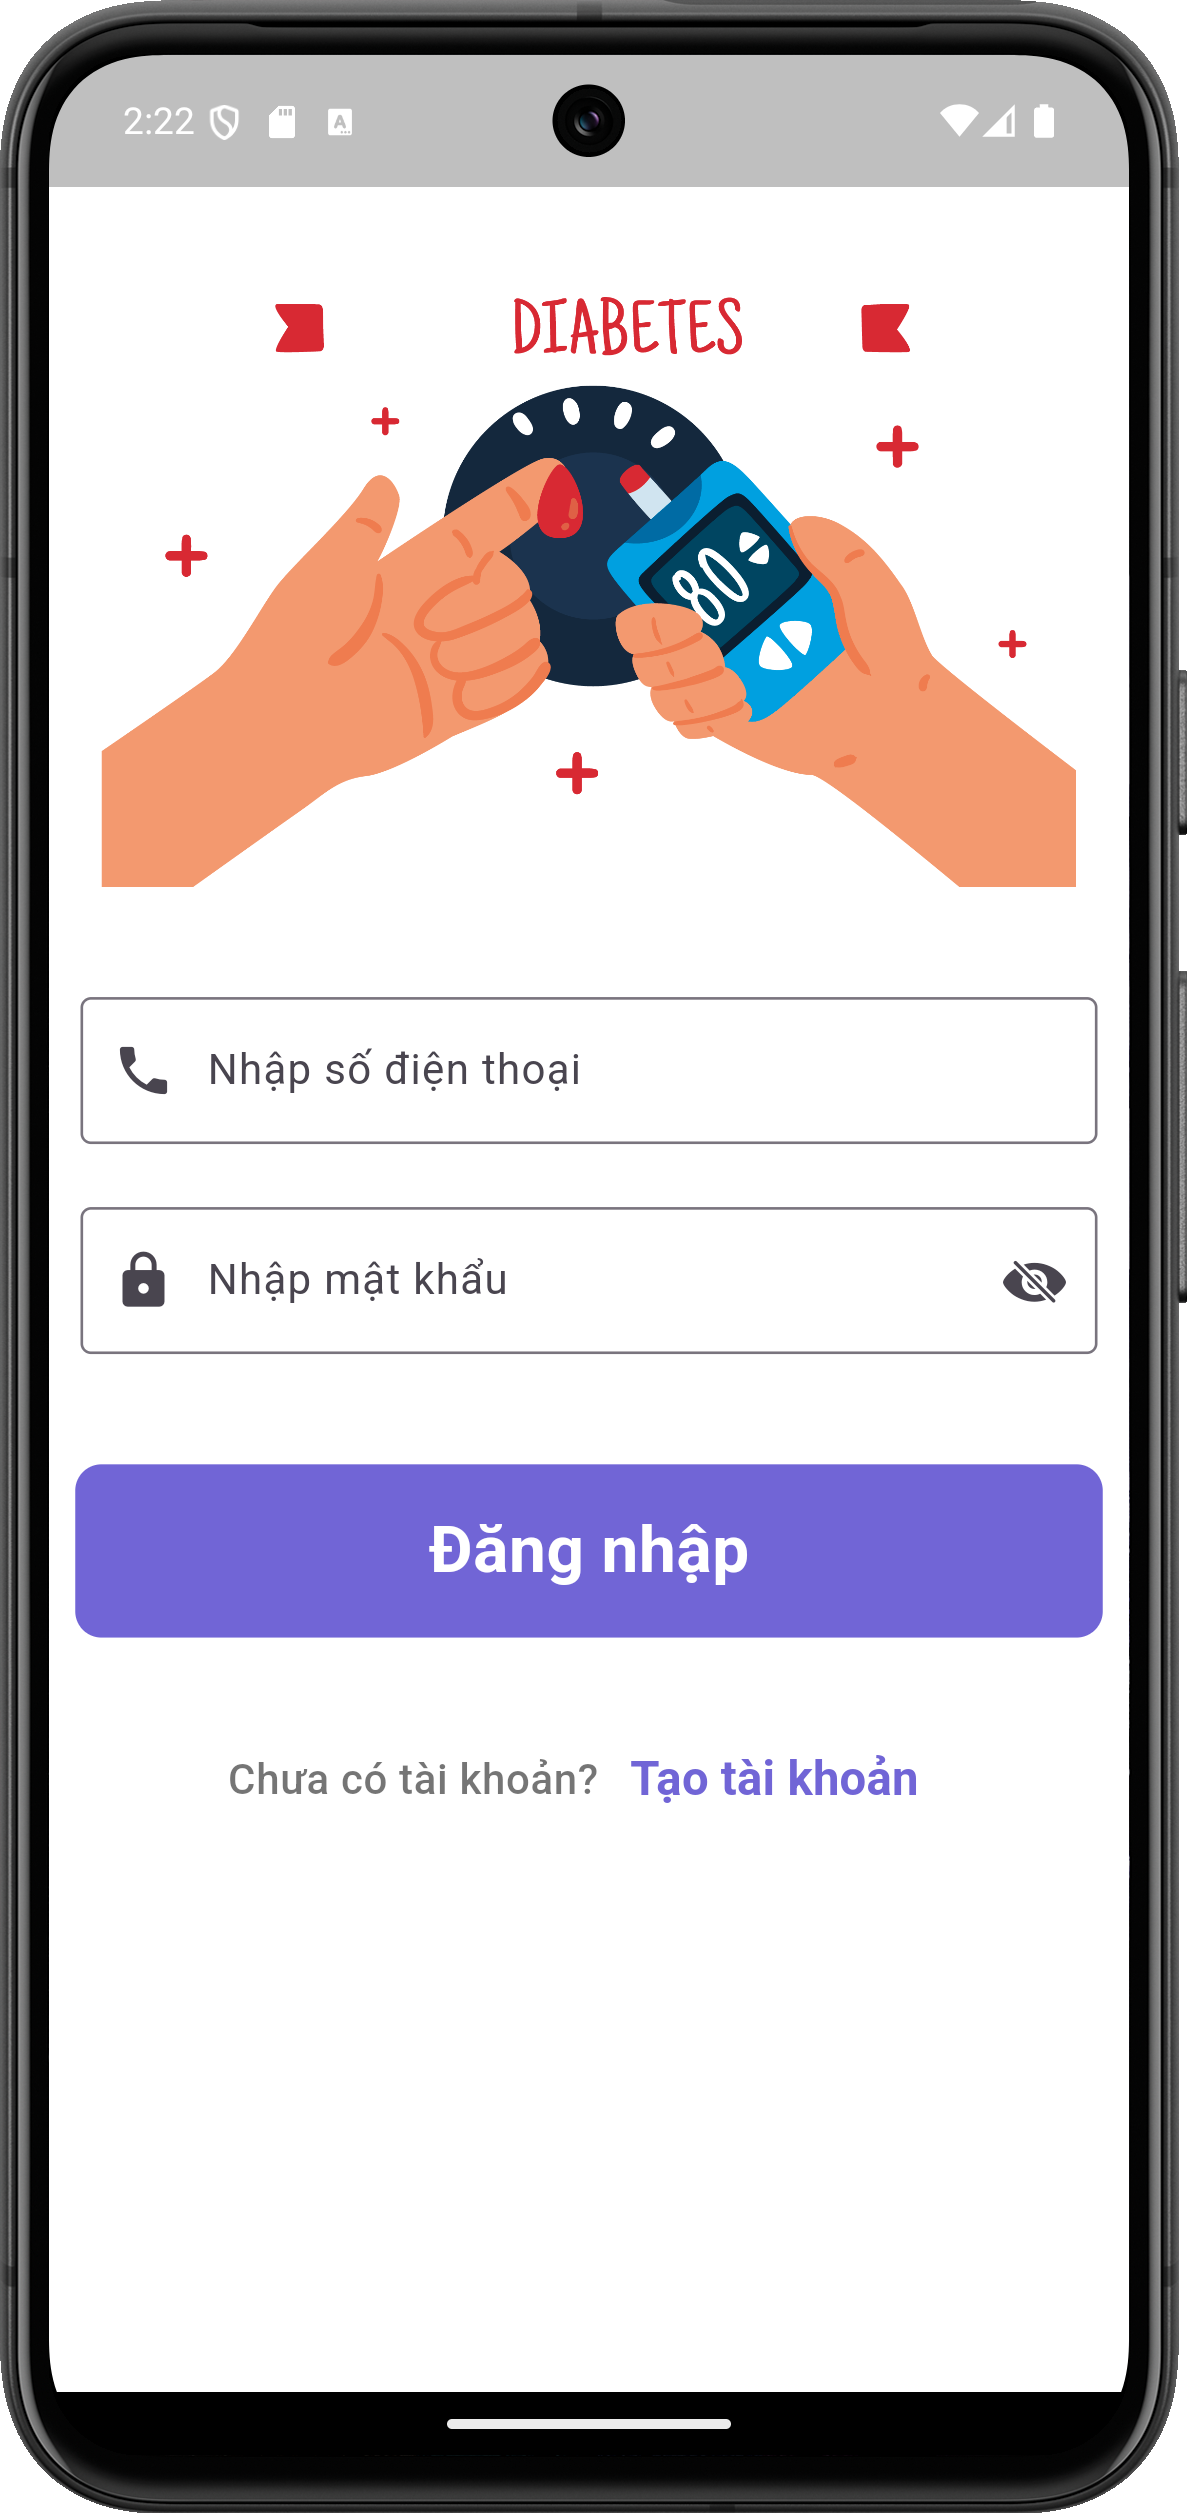 2:22
A
DIABETES
80
Nhập số điện thoại
Nhập mật khẩu
Đăng nhập
Chưa có tài khoản? Tạo tài khoản